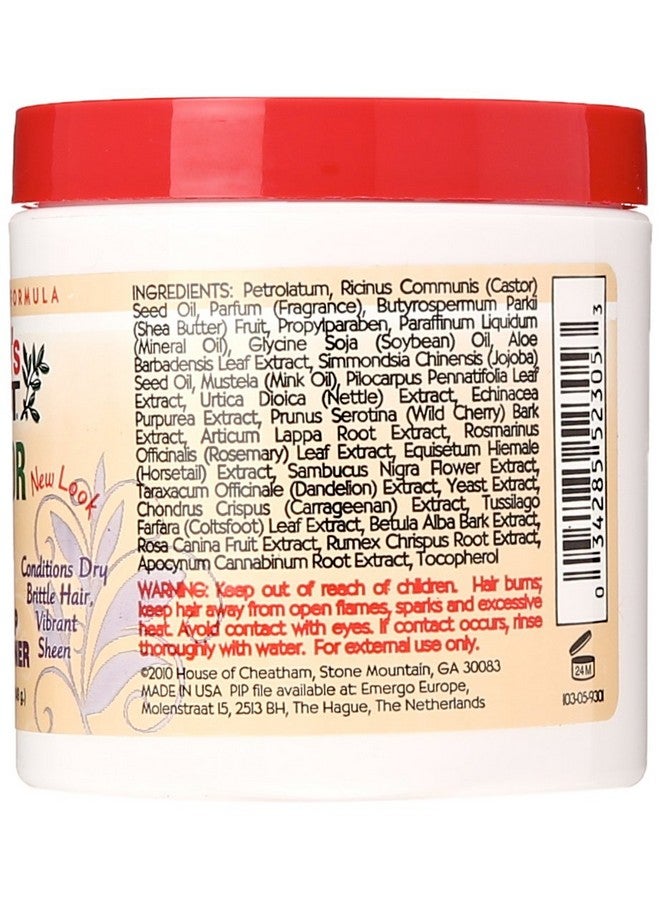 FORMULA
'S
T
OR
New Look
Conditions Dry
Brittle Hair,
Vibrant
Sheen
P
NER
g.)
INGREDIENTS: Petrolatum, Ricinus Communis (Castor)
Seed Oil, Parfum (Fragrance), Butyrospermum Parkii
(Shea Butter) Fruit, Propylparaben, Paraffinum Liquidum
(Mineral Oil), Glycine Soja (Soybean) Oil, Aloe
Barbadensis Leaf Extract, Simmondsia Chinensis (Jojoba)
Seed Oil, Mustela (Mink Oil), Pilocarpus Pennatifolia Leaf
Extract, Urtica Dioica (Nettle) Extract, Echinacea
Purpurea Extract, Prunus Serotina (Wild Cherry) Bark
Extract, Articum Lappa Root Extract, Rosmarinus
Officinalis (Rosemary) Leaf Extract, Equisetum Hiemale
(Horsetail) Extract, Sambucus Nigra Flower Extract,
Taraxacum Officinale (Dandelion) Extract, Yeast Extract,
Chondrus Crispus (Carrageenan) Extract, Tussilago
Farfara (Coltsfoot) Leaf Extract, Betula Alba Bark Extract,
Rosa Canina Fruit Extract, Rumex Chrispus Root Extract,
Apocynum Cannabinum Root Extract, Tocopherol
WARNING: Keep out of reach of children. Hair burns;
keep hair away from open flames, sparks and excessive
heat. Avoid contact with eyes. If contact occurs, rinse
thoroughly with water. For external use only.
©2010 House of Cheatham, Stone Mountain, GA 30083
MADE IN USA PIP file available at: Emergo Europe,
Molenstraat 15, 2513 BH, The Hague, The Netherlands
0 34285 52305 3
24 M
103-05-9301